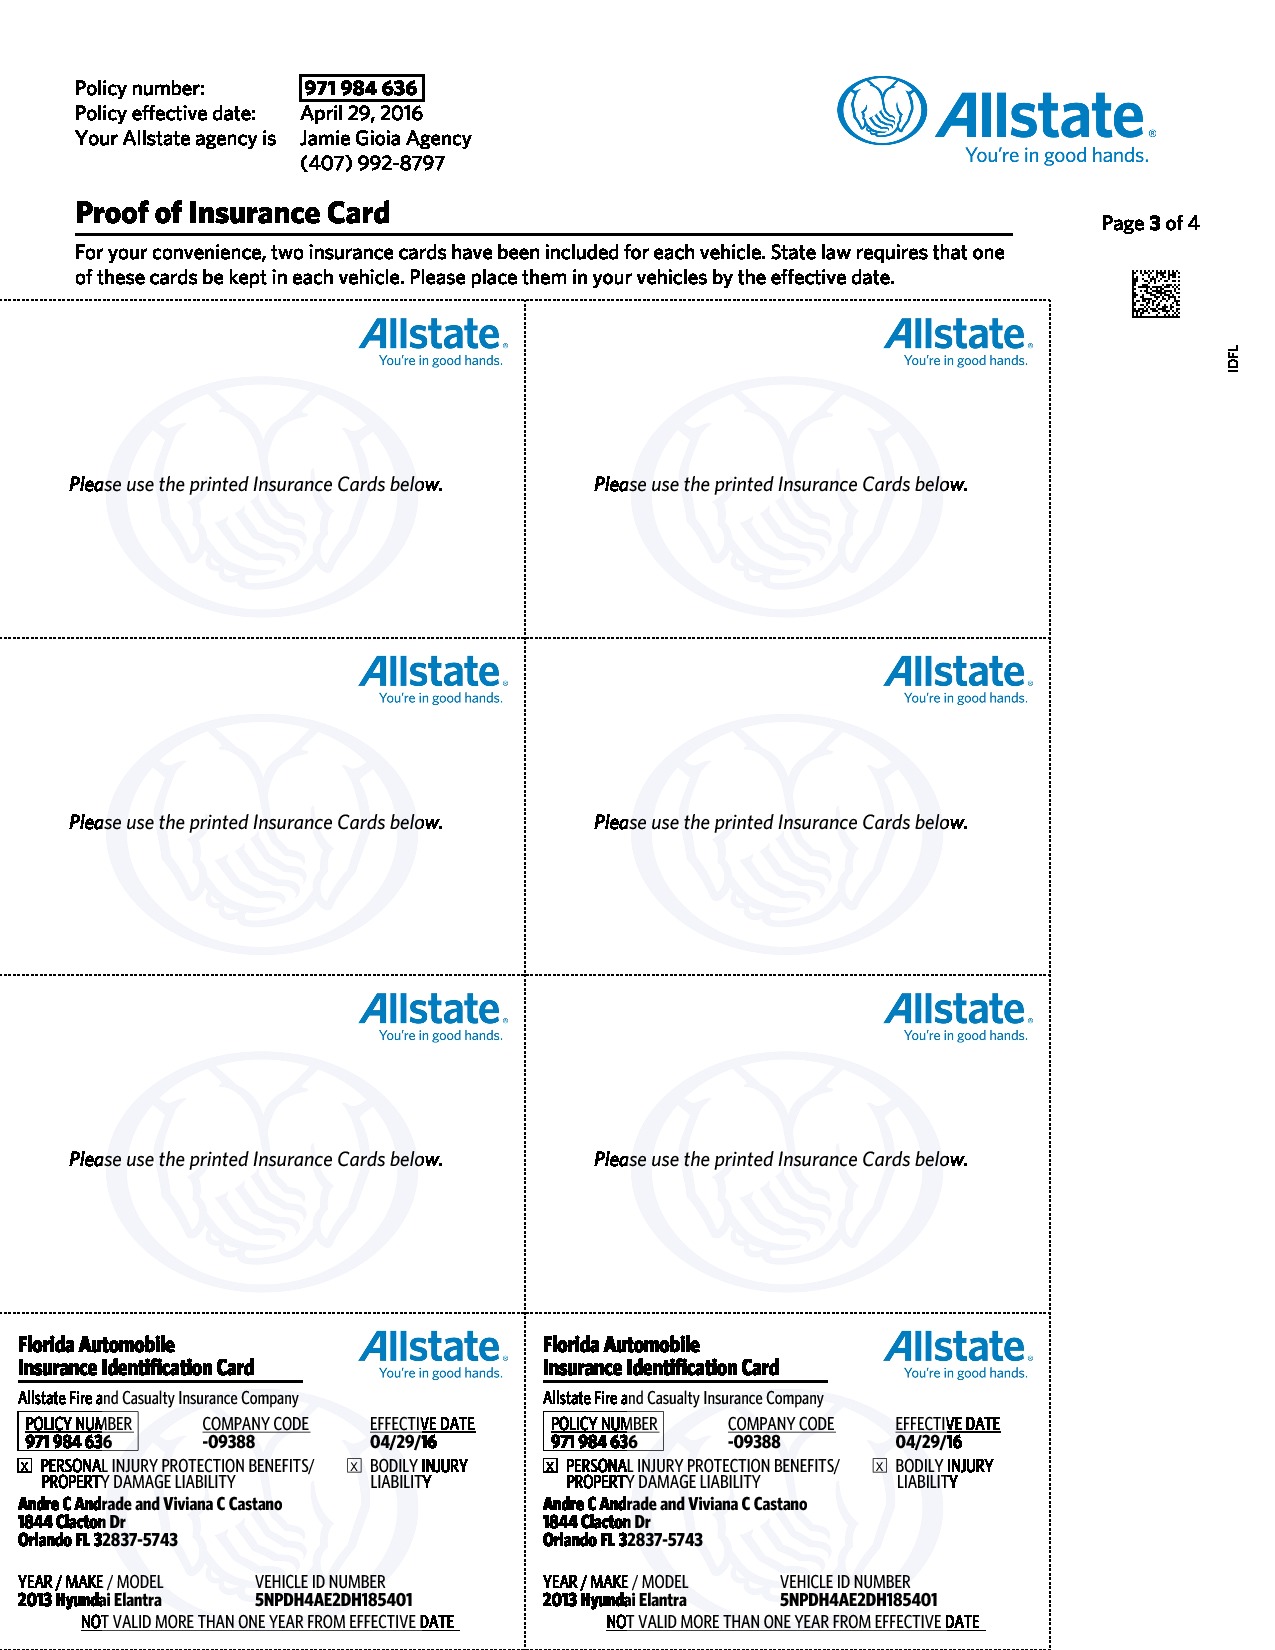 Policy number: 971 984 636
Policy effective date: April 29, 2016
Your Allstate agency is Jamie Gioia Agency
(407) 992-8797
Allstate®
You're in good hands.
Proof of Insurance Card
Page 3 of 4
For your convenience, two insurance cards have been included for each vehicle. State law requires that one
of these cards be kept in each vehicle. Please place them in your vehicles by the effective date.
IDFL
Allstate®
You're in good hands.
Please use the printed Insurance Cards below.
Allstate®
You're in good hands.
Please use the printed Insurance Cards below.
Allstate®
You're in good hands.
Please use the printed Insurance Cards below.
Allstate®
You're in good hands.
Please use the printed Insurance Cards below.
Allstate®
You're in good hands.
Please use the printed Insurance Cards below.
Allstate®
You're in good hands.
Please use the printed Insurance Cards below.
Florida Automobile
Insurance Identification Card
Allstate®
You're in good hands.
Allstate Fire and Casualty Insurance Company
POLICY NUMBER COMPANY CODE EFFECTIVE DATE
971 984 636 -09388 04/29/16
X PERSONAL INJURY PROTECTION BENEFITS/ X BODILY INJURY
PROPERTY DAMAGE LIABILITY LIABILITY
Andre C Andrade and Viviana C Castano
1844 Clacton Dr
Orlando FL 32837-5743
YEAR / MAKE / MODEL VEHICLE ID NUMBER
2013 Hyundai Elantra 5NPDH4AE2DH185401
NOT VALID MORE THAN ONE YEAR FROM EFFECTIVE DATE
Florida Automobile
Insurance Identification Card
Allstate®
You're in good hands.
Allstate Fire and Casualty Insurance Company
POLICY NUMBER COMPANY CODE EFFECTIVE DATE
971 984 636 -09388 04/29/16
X PERSONAL INJURY PROTECTION BENEFITS/ X BODILY INJURY
PROPERTY DAMAGE LIABILITY LIABILITY
Andre C Andrade and Viviana C Castano
1844 Clacton Dr
Orlando FL 32837-5743
YEAR / MAKE / MODEL VEHICLE ID NUMBER
2013 Hyundai Elantra 5NPDH4AE2DH185401
NOT VALID MORE THAN ONE YEAR FROM EFFECTIVE DATE